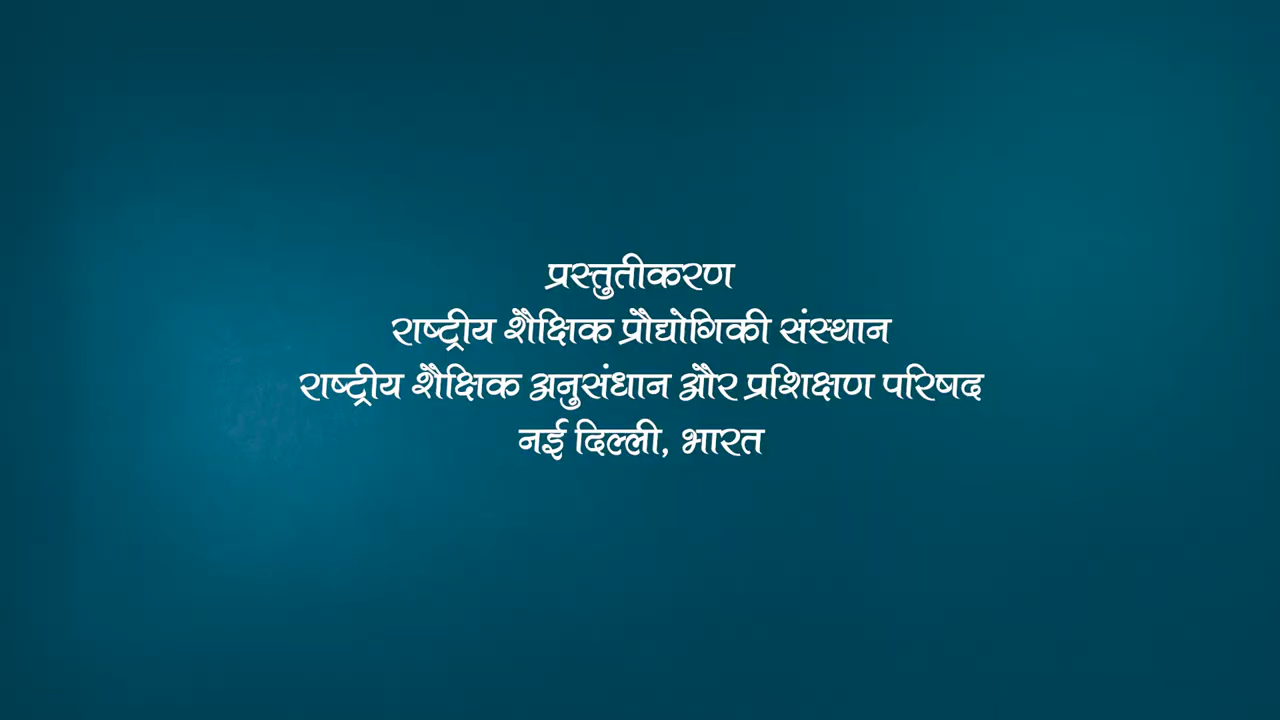 प्रस्तुतीकरण
राष्ट्रीय शैक्षिक प्रौद्योगिकी संस्थान
राष्ट्रीय शैक्षिक अनुसंधान और प्रशिक्षण परिषद
नई दिल्ली, भारत